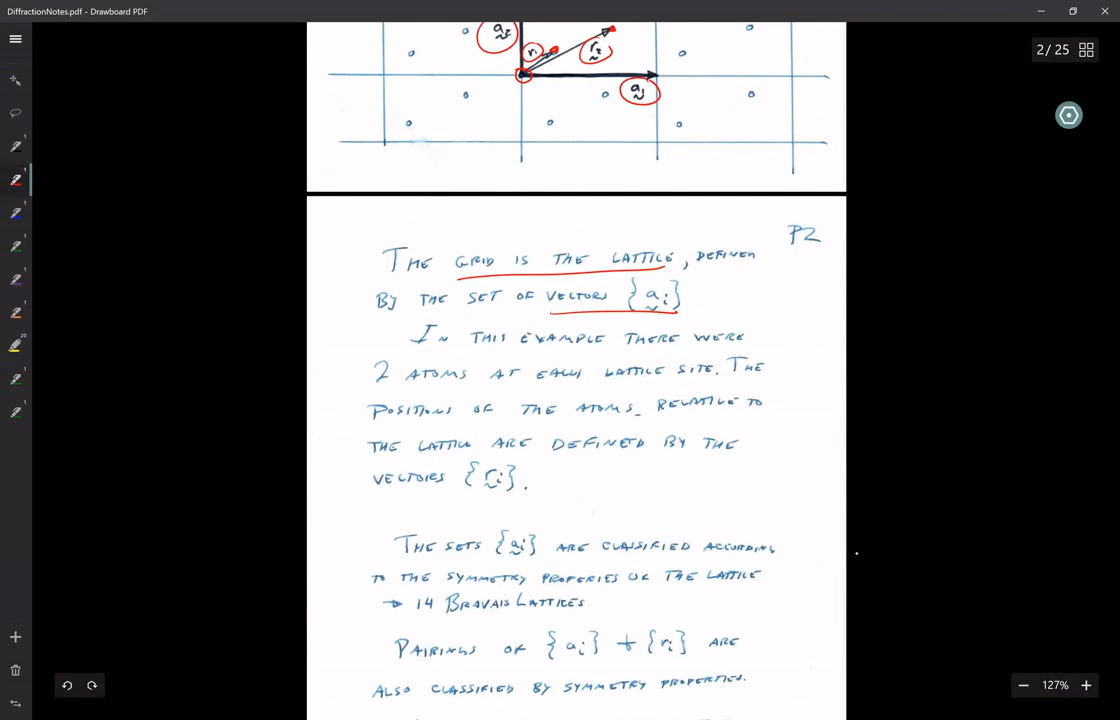 DiffractionNotes.pdf - Drawboard PDF
2/25
a₂
r₁
r₂
a₁
P2
THE GRID IS THE LATTICE, DEFINED
BY THE SET OF VECTORS {ai}
IN THIS EXAMPLE THERE WERE
2 ATOMS AT EACH LATTICE SITE. THE
POSITIONS OF THE ATOMS RELATIVE TO
THE LATTICE ARE DEFINED BY THE
VECTORS {ri}.
THE SETS {ai} ARE CLASSIFIED ACCORDING
TO THE SYMMETRY PROPERIES OF THE LATTICE
→ 14 BRAVAIS LATTICES
PAIRINGS OF {ai} + {ri} ARE
ALSO CLASSIFIED BY SYMMETRY PROPERTIES.
127%